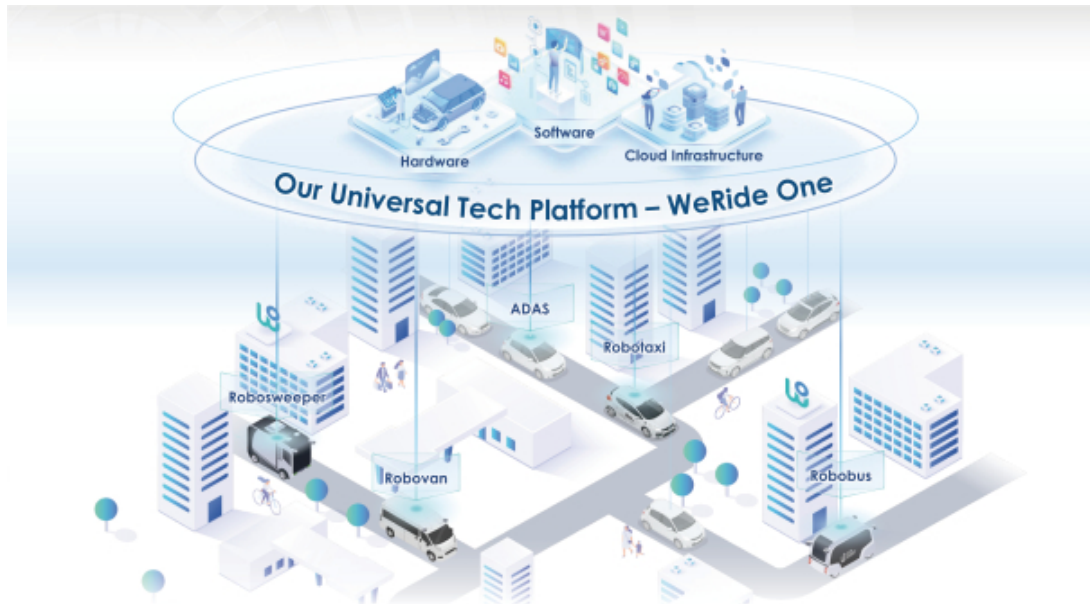 Software
Hardware
Cloud Infrastructure
Our Universal Tech Platform – WeRide One
ADAS
Robotaxi
Robosweeper
Robovan
Robobus